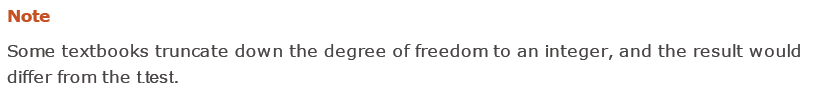 Note
Some textbooks truncate down the degree of freedom to an integer, and the result would
differ from the t.test.